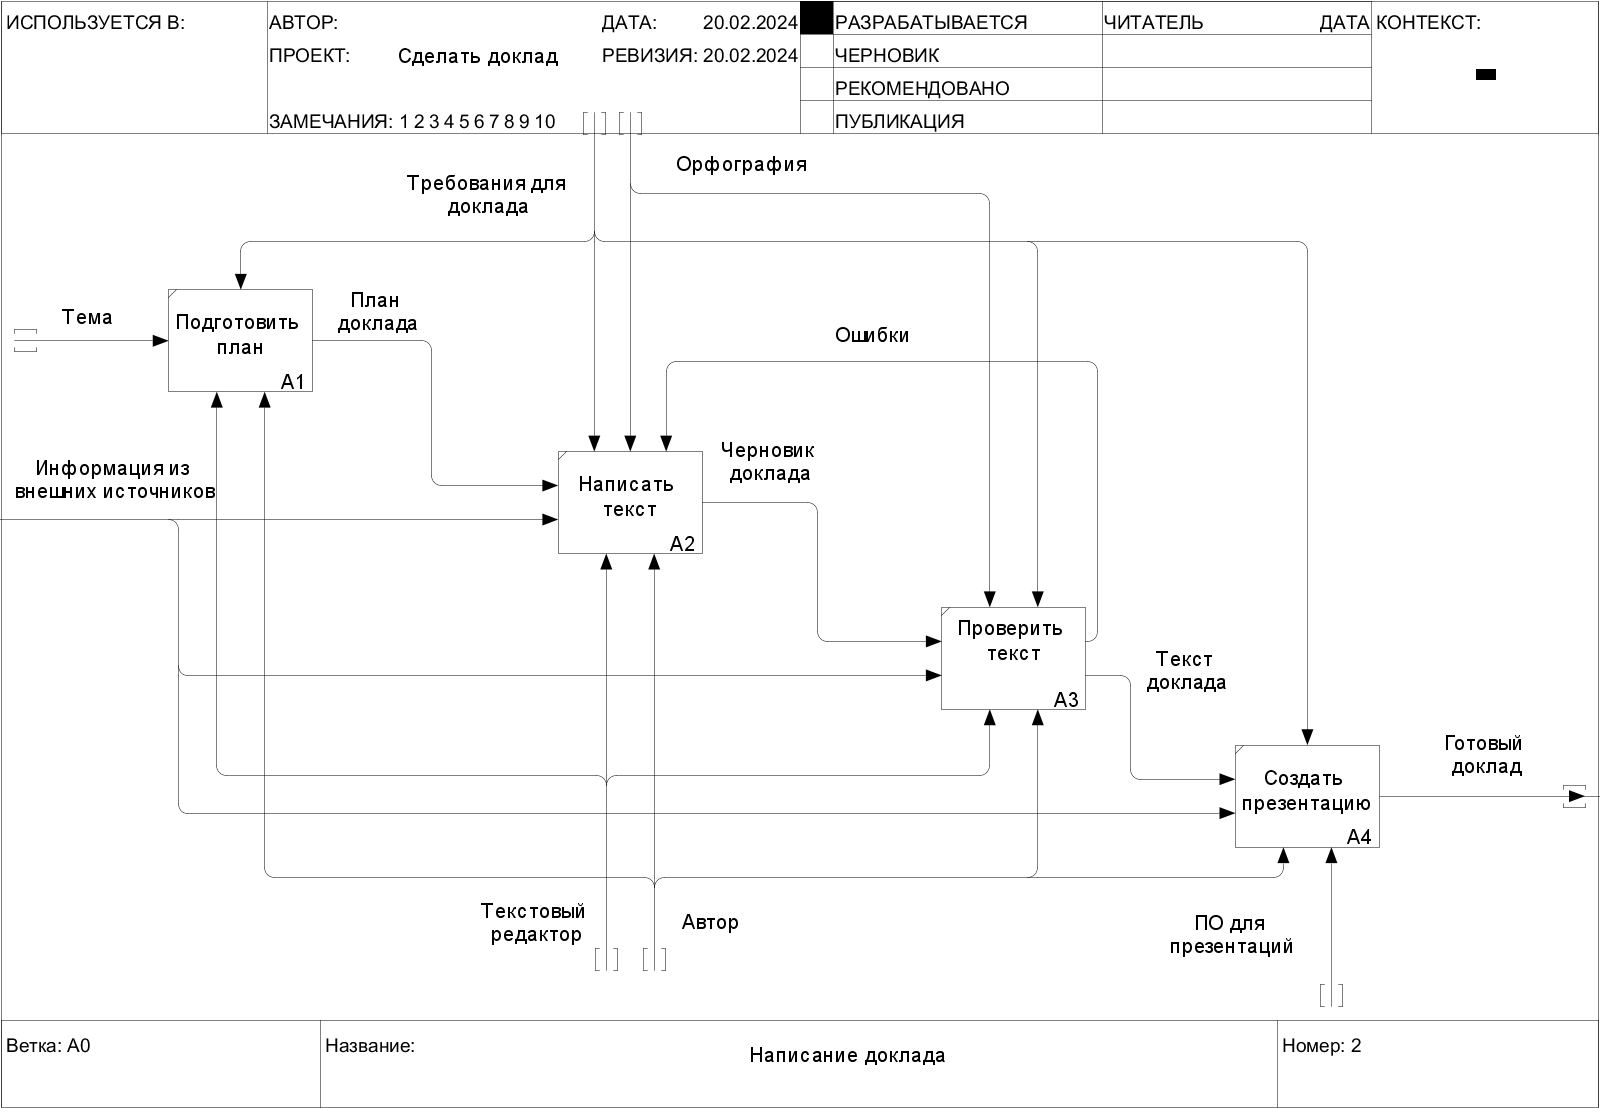 ИСПОЛЬЗУЕТСЯ В:
АВТОР:
ДАТА: 20.02.2024
ПРОЕКТ: Сделать доклад
РЕВИЗИЯ: 20.02.2024
ЗАМЕЧАНИЯ: 1 2 3 4 5 6 7 8 9 10
РАЗРАБАТЫВАЕТСЯ
ЧЕРНОВИК
РЕКОМЕНДОВАНО
ПУБЛИКАЦИЯ
ЧИТАТЕЛЬ
ДАТА
КОНТЕКСТ:
Орфография
Требования для
доклада
Тема
Подготовить
план
A1
План
доклада
Ошибки
Информация из
внешних источников
Написать
текст
A2
Черновик
доклада
Проверить
текст
A3
Текст
доклада
Создать
презентацию
A4
Готовый
доклад
Текстовый
редактор
Автор
ПО для
презентаций
Ветка: A0
Название:
Написание доклада
Номер: 2